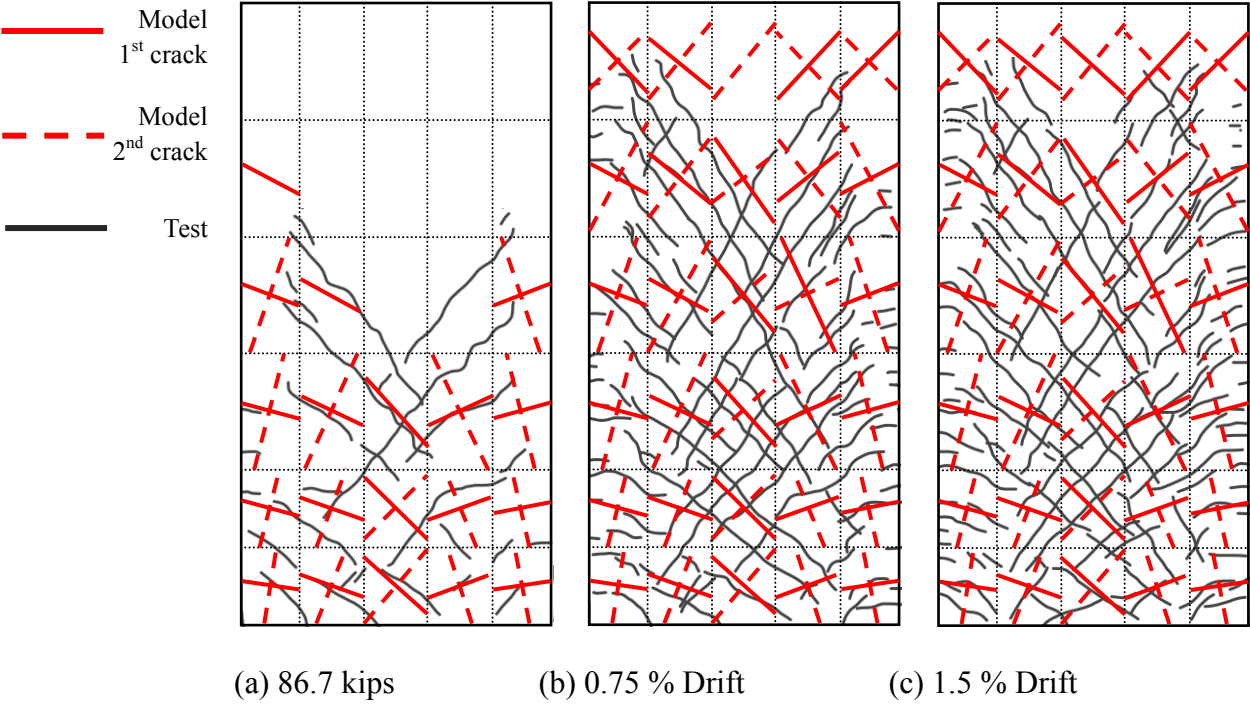 Model
1st crack
Model
2nd crack
Test
(a) 86.7 kips
(b) 0.75 % Drift
(c) 1.5 % Drift